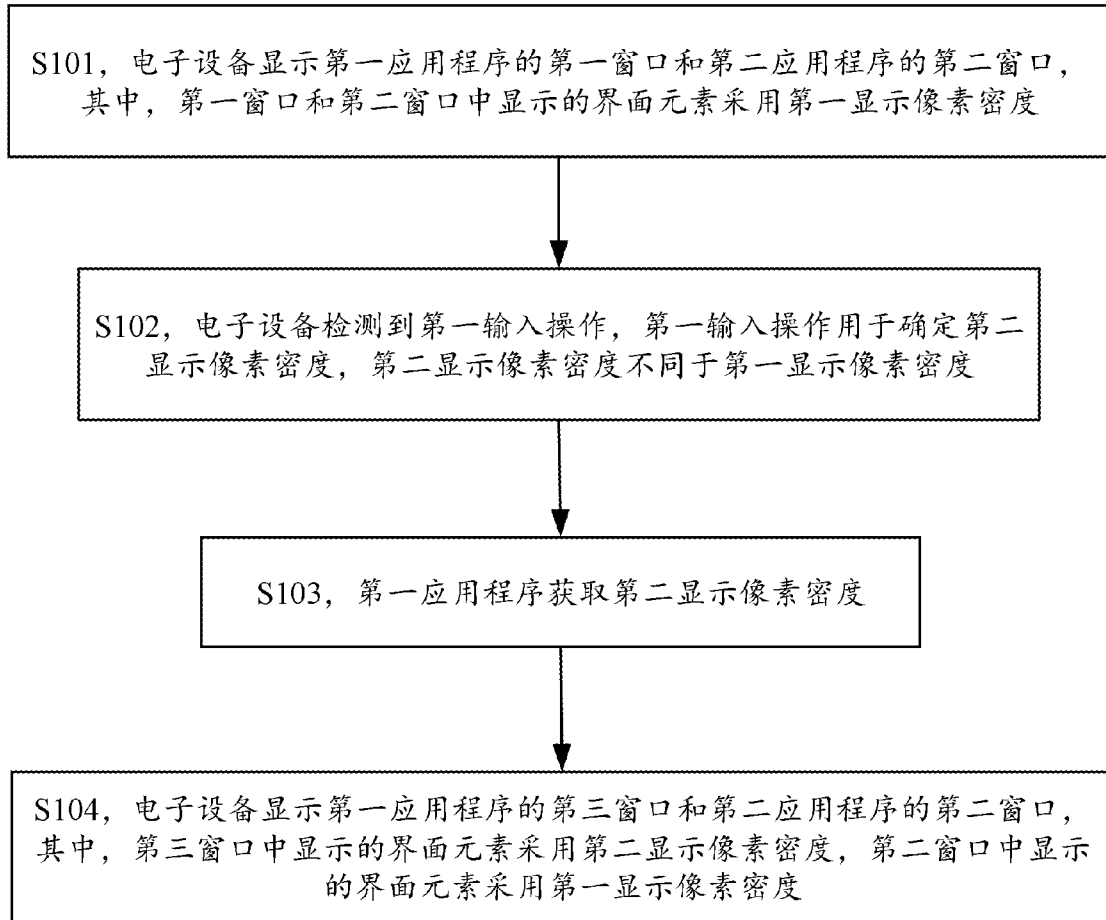 S101，电子设备显示第一应用程序的第一窗口和第二应用程序的第二窗口，
其中，第一窗口和第二窗口中显示的界面元素采用第一显示像素密度
S102，电子设备检测到第一输入操作，第一输入操作用于确定第二
显示像素密度，第二显示像素密度不同于第一显示像素密度
S103，第一应用程序获取第二显示像素密度
S104，电子设备显示第一应用程序的第三窗口和第二应用程序的第二窗口，
其中，第三窗口中显示的界面元素采用第二显示像素密度，第二窗口中显示
的界面元素采用第一显示像素密度